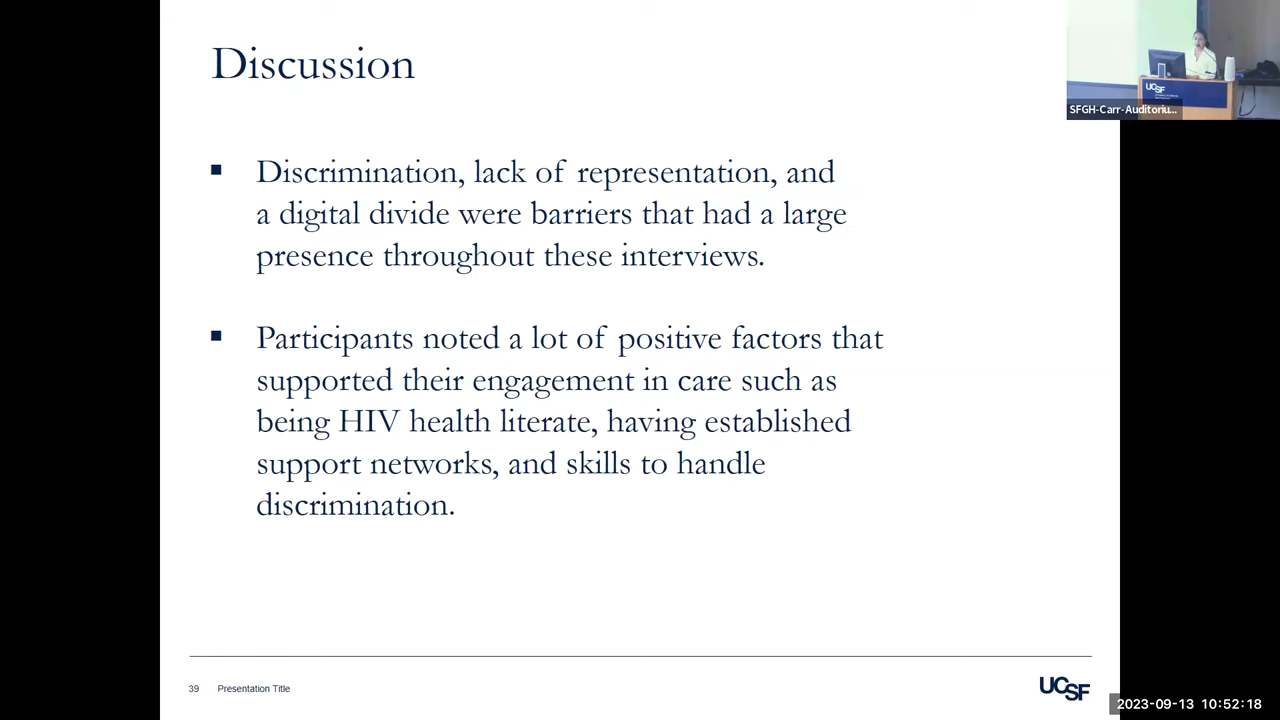 Discussion
▪ Discrimination, lack of representation, and
a digital divide were barriers that had a large
presence throughout these interviews.
▪ Participants noted a lot of positive factors that
supported their engagement in care such as
being HIV health literate, having established
support networks, and skills to handle
discrimination.
39 Presentation Title
UCSF
UCSF
SFGH-Carr-Auditoriu...
2023-09-13 10:52:18